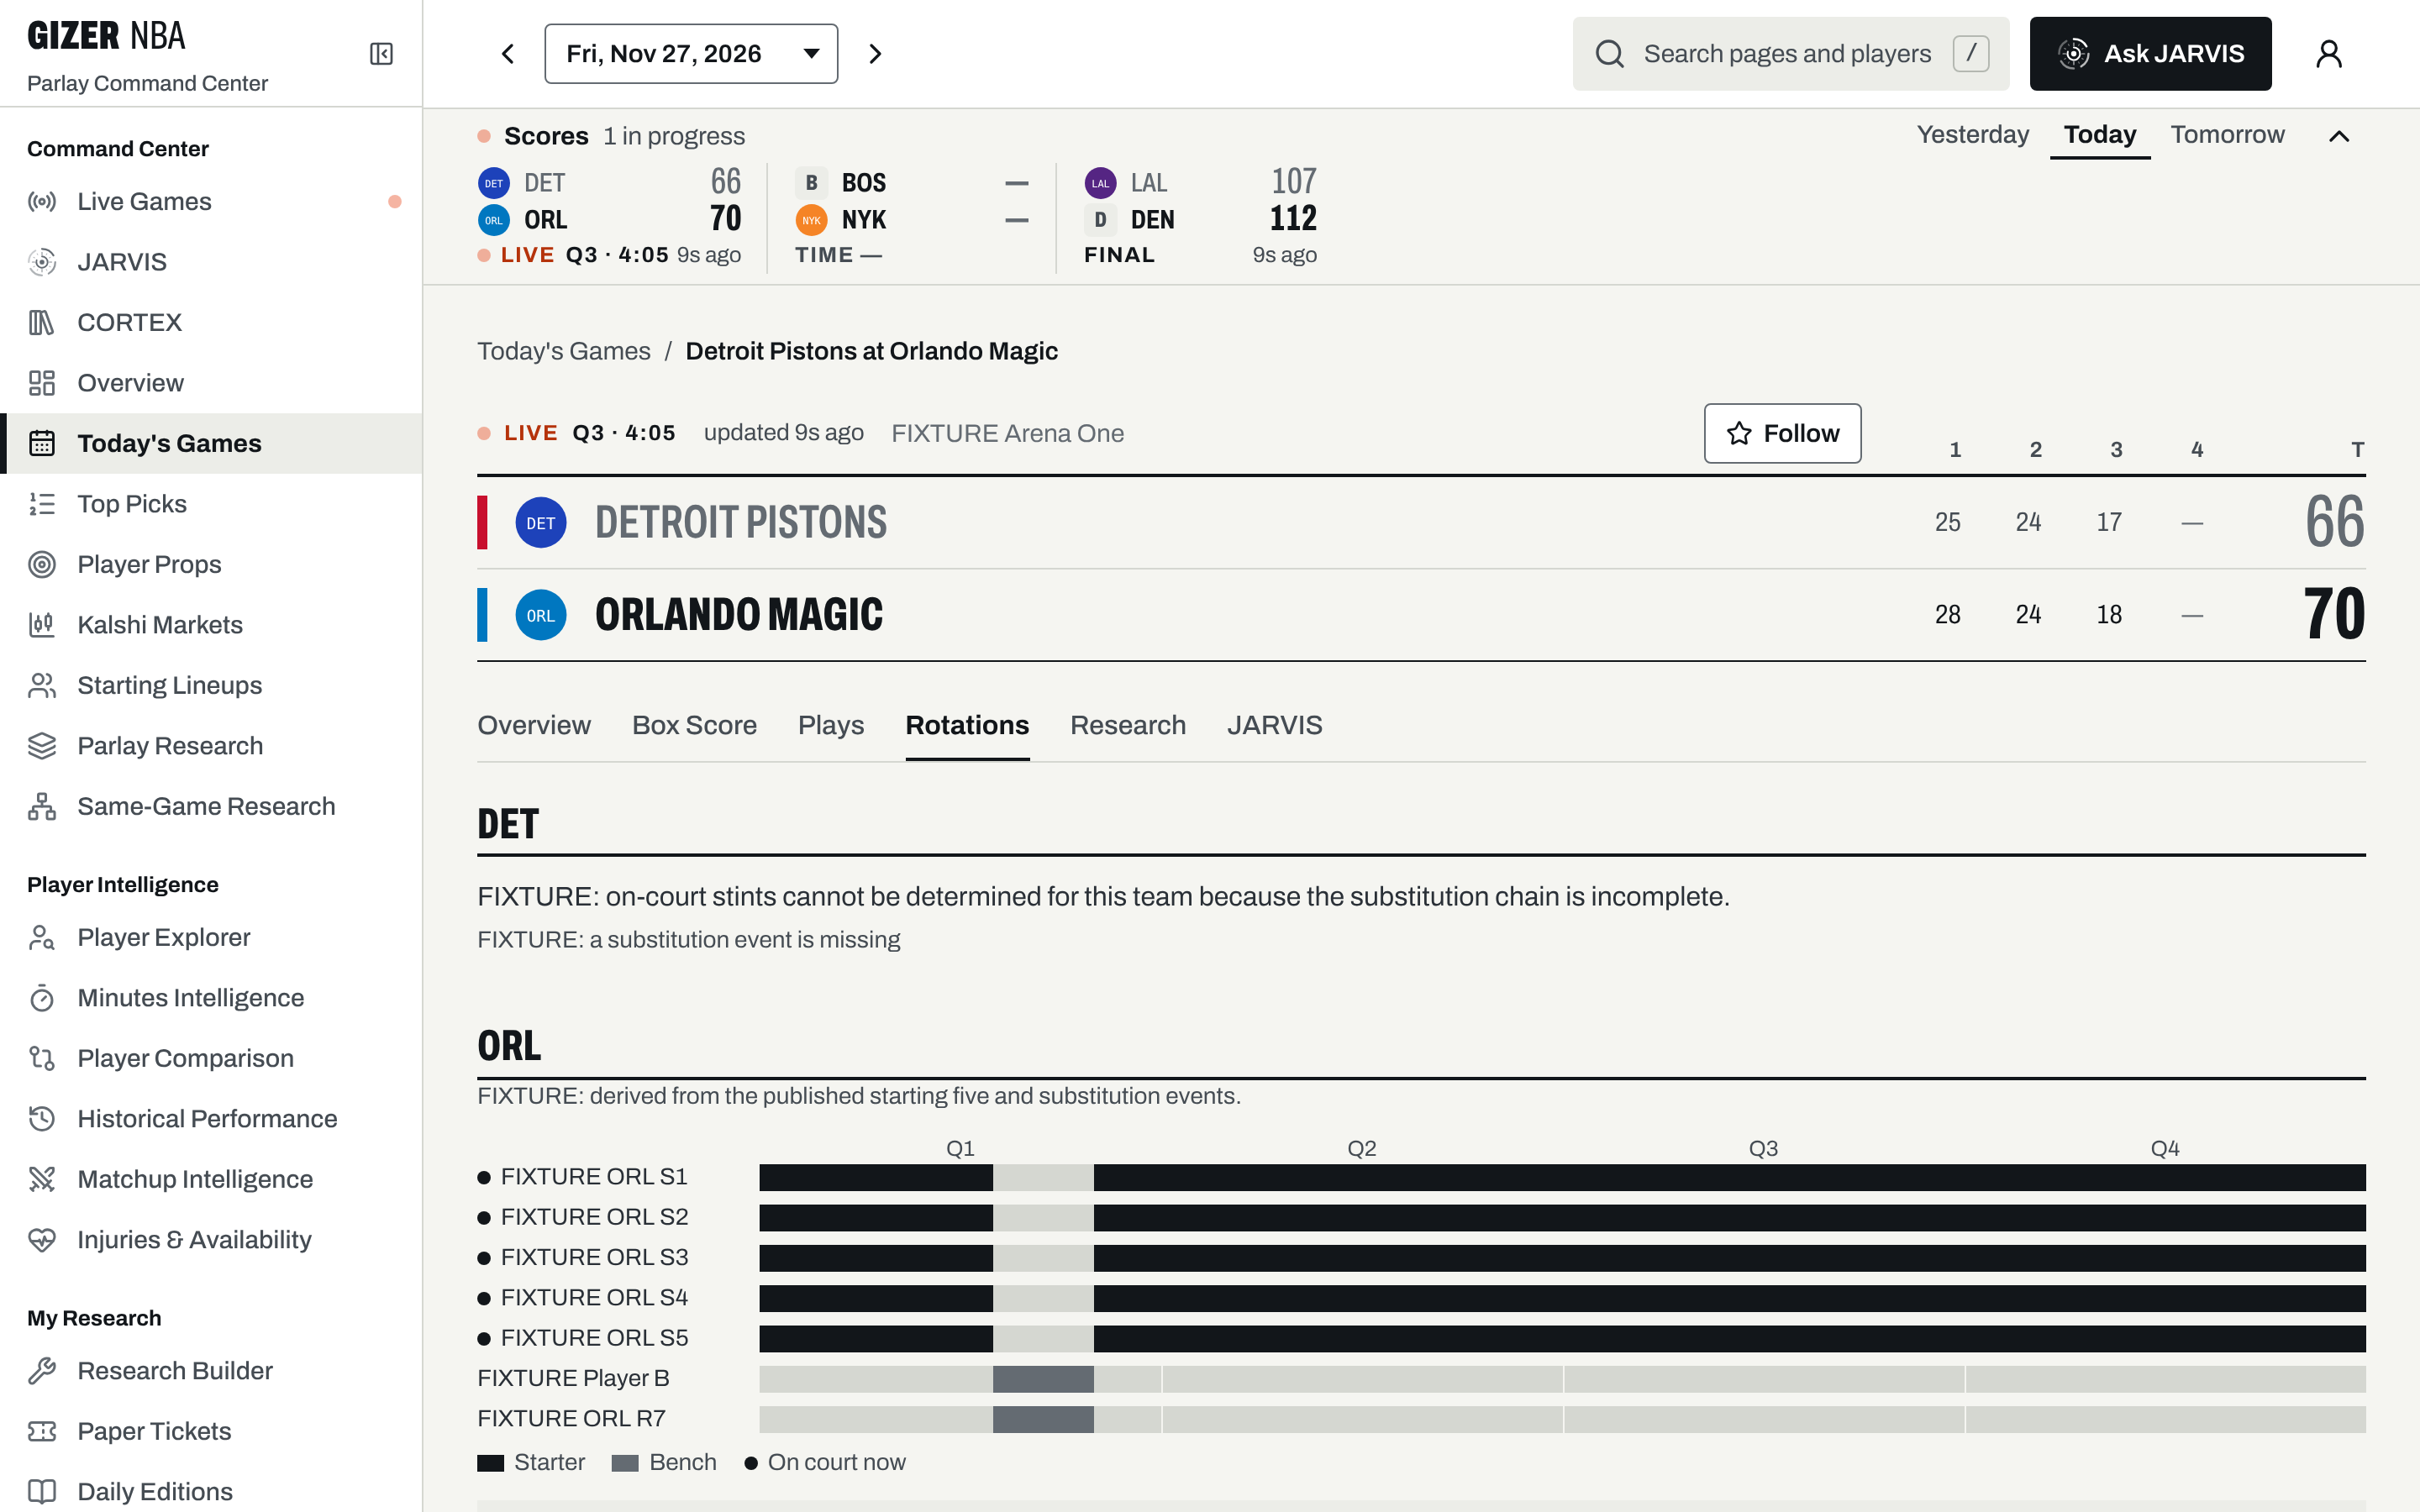 GIZER NBA
Parlay Command Center
Command Center
Live Games
JARVIS
CORTEX
Overview
Today's Games
Top Picks
Player Props
Kalshi Markets
Starting Lineups
Parlay Research
Same-Game Research
Player Intelligence
Player Explorer
Minutes Intelligence
Player Comparison
Historical Performance
Matchup Intelligence
Injuries & Availability
My Research
Research Builder
Paper Tickets
Daily Editions
Fri, Nov 27, 2026
Search pages and players /
Ask JARVIS
Scores 1 in progress
Yesterday Today Tomorrow
DET DET 66
ORL ORL 70
LIVE Q3 · 4:05 9s ago
B BOS —
NYK NYK —
TIME —
LAL LAL 107
D DEN 112
FINAL 9s ago
Today's Games / Detroit Pistons at Orlando Magic
LIVE Q3 · 4:05 updated 9s ago FIXTURE Arena One Follow 1 2 3 4 T
DET DETROIT PISTONS 25 24 17 — 66
ORL ORLANDO MAGIC 28 24 18 — 70
Overview Box Score Plays Rotations Research JARVIS
DET
FIXTURE: on-court stints cannot be determined for this team because the substitution chain is incomplete.
FIXTURE: a substitution event is missing
ORL
FIXTURE: derived from the published starting five and substitution events.
Q1 Q2 Q3 Q4
FIXTURE ORL S1
FIXTURE ORL S2
FIXTURE ORL S3
FIXTURE ORL S4
FIXTURE ORL S5
FIXTURE Player B
FIXTURE ORL R7
Starter Bench On court now